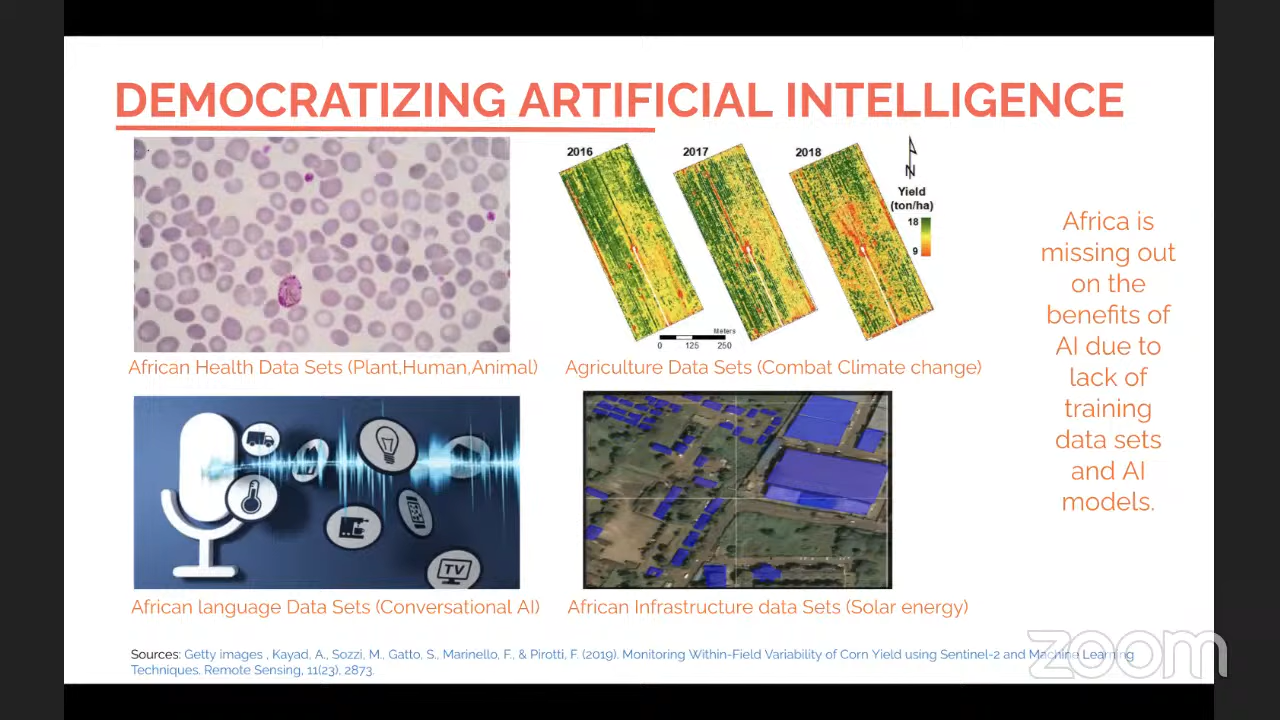 DEMOCRATIZING ARTIFICIAL INTELLIGENCE
2016
2017
2018
N
Yield
(ton/ha)
18
9
Meters
0 125 250
African Health Data Sets (Plant,Human,Animal)
Agriculture Data Sets (Combat Climate change)
Africa is
missing out
on the
benefits of
AI due to
lack of
training
data sets
and AI
models.
TV
African language Data Sets (Conversational AI)
African Infrastructure data Sets (Solar energy)
Sources: Getty images , Kayad, A., Sozzi, M., Gatto, S., Marinello, F., & Pirotti, F. (2019). Monitoring Within-Field Variability of Corn Yield using Sentinel-2 and Machine Learning
Techniques. Remote Sensing, 11(23), 2873.
zoom